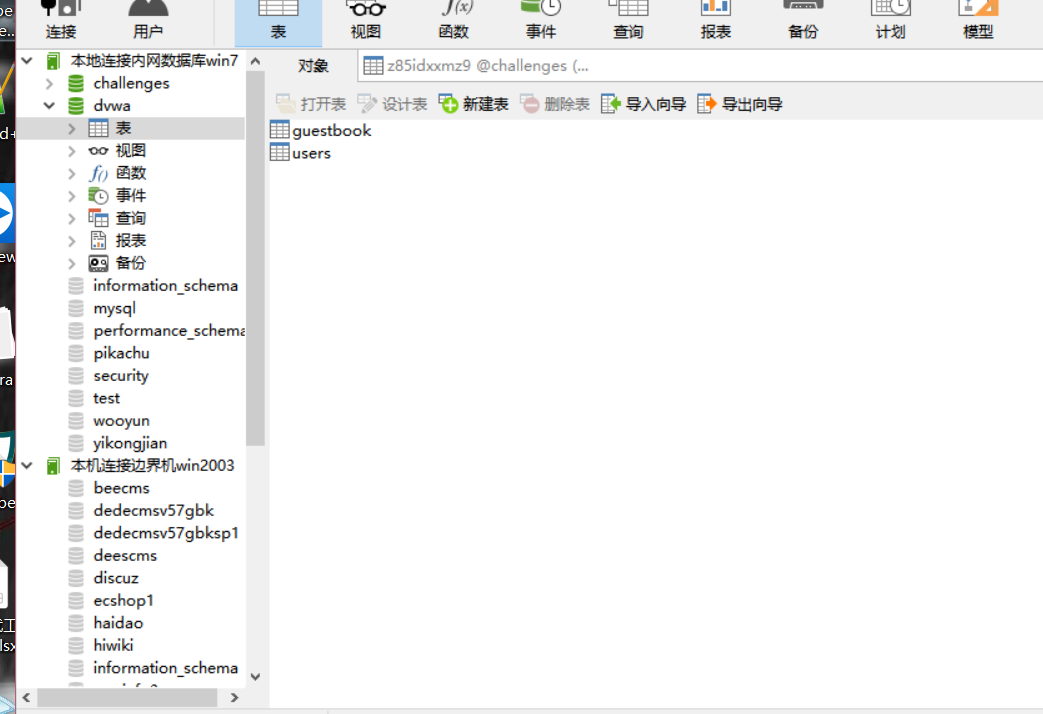 连接 用户 表 视图 函数 事件 查询 报表 备份 计划 模型
本地连接内网数据库win7
对象 z85idxxmz9 @challenges (...
challenges
dvwa
打开表 设计表 新建表 删除表 导入向导 导出向导
表
guestbook
视图
users
函数
事件
查询
报表
备份
information_schema
mysql
performance_schema
pikachu
security
test
wooyun
yikongjian
本机连接边界机win2003
beecms
dedecmsv57gbk
dedecmsv57gbksp1
deescms
discuz
ecshop1
haidao
hiwiki
information_schema